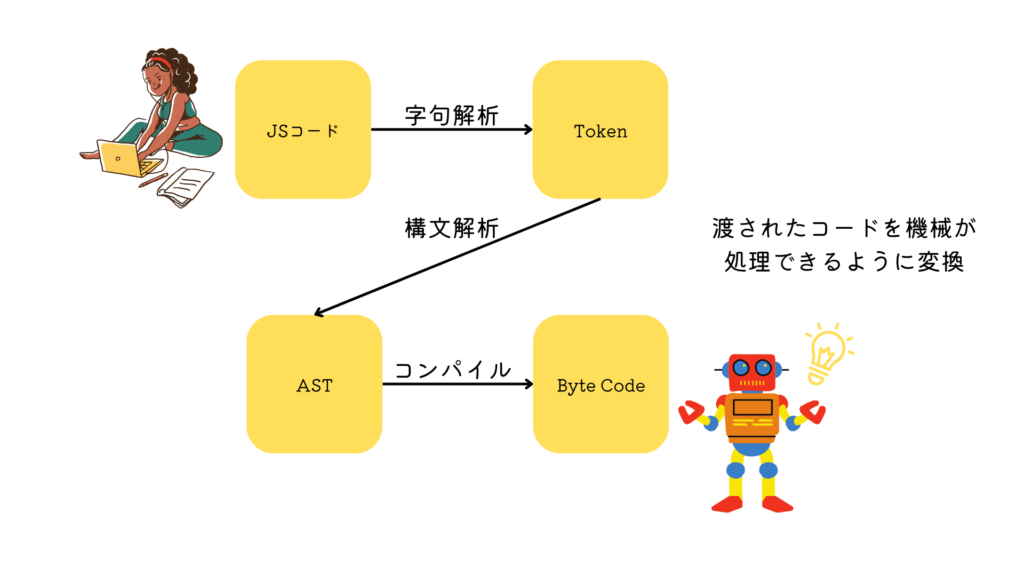 JSコード
字句解析
Token
構文解析
渡されたコードを機械が
処理できるように変換
AST
コンパイル
Byte Code